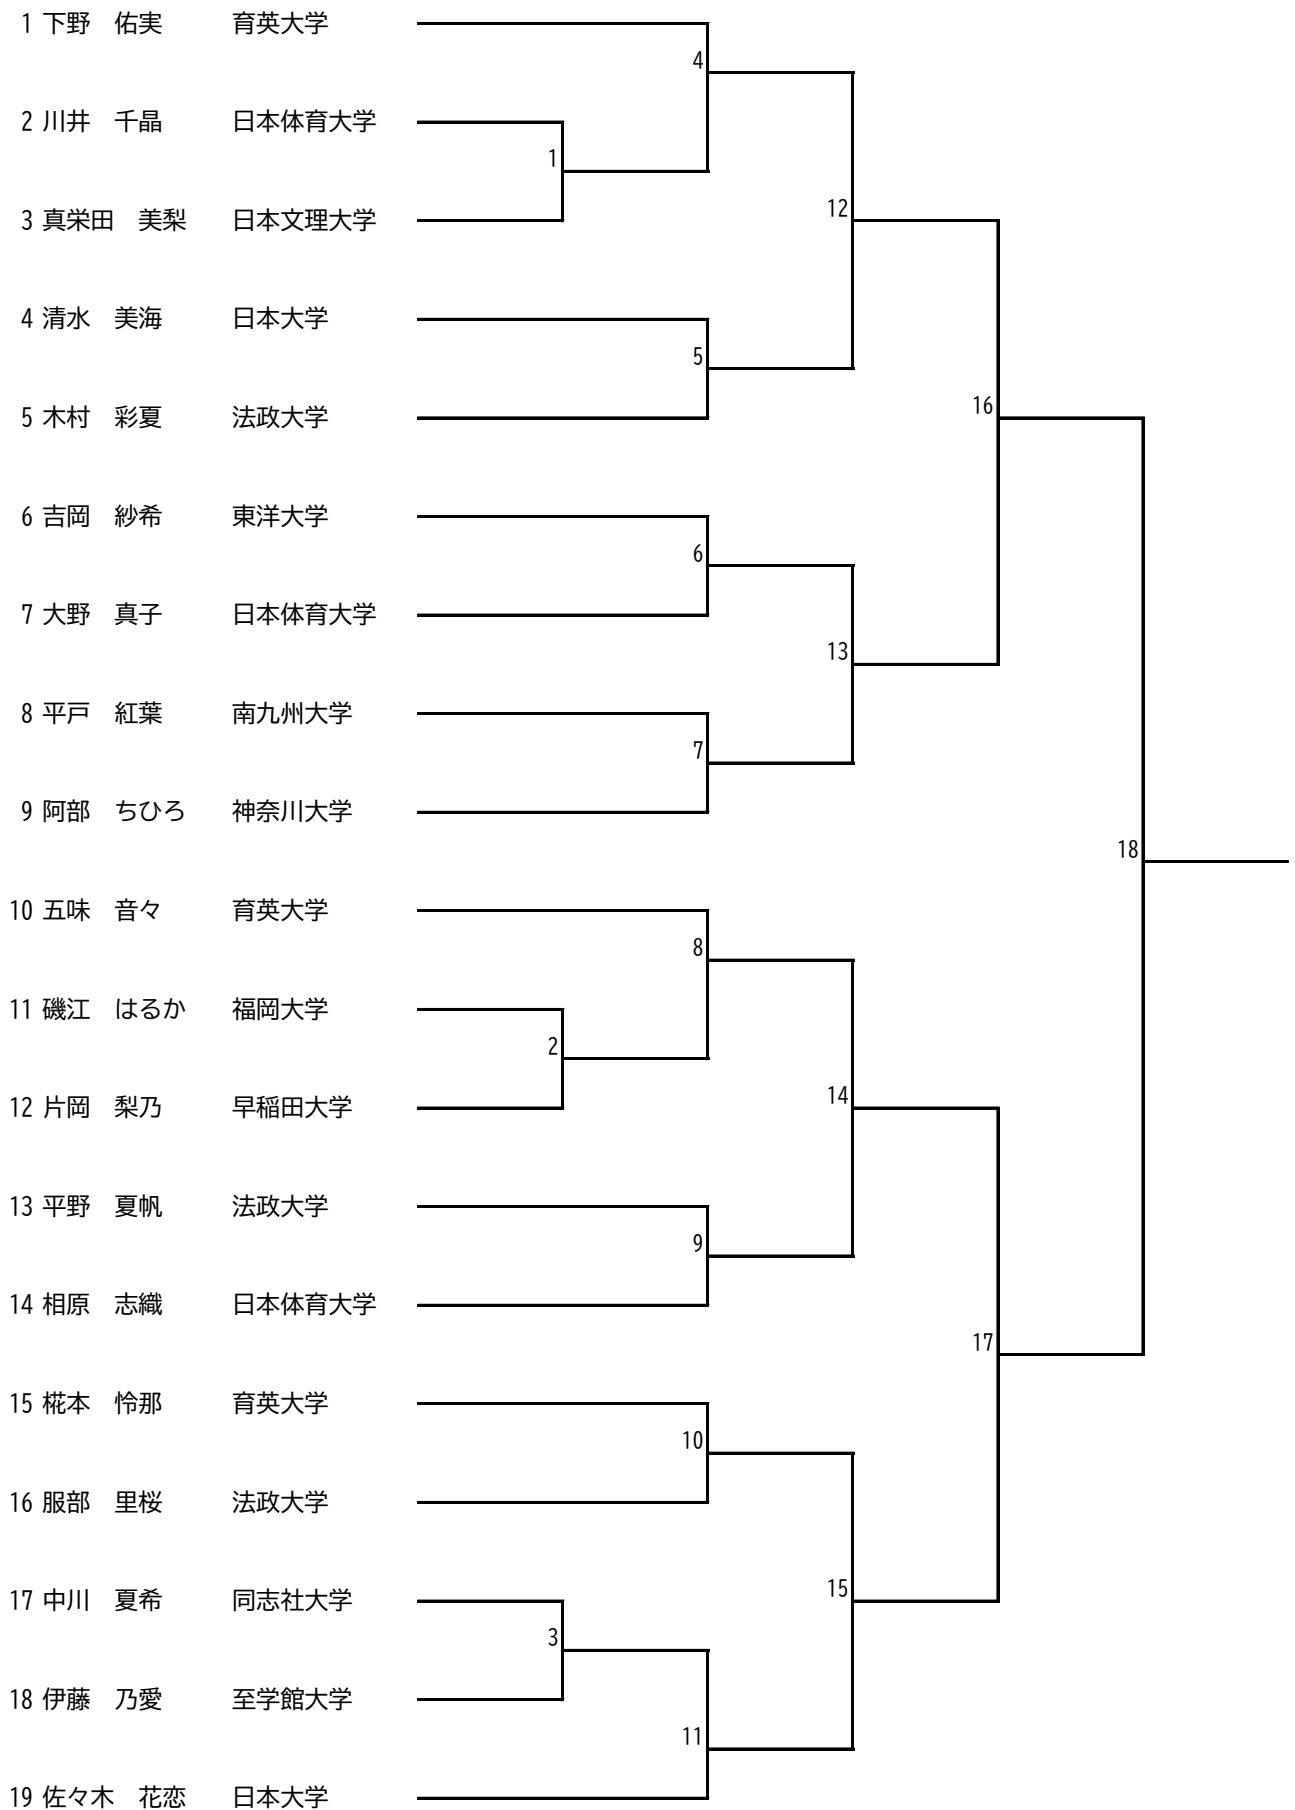 1 下野　佑実 育英大学
4
2 川井　千晶 日本体育大学
1
3 真栄田　美梨 日本文理大学
12
4 清水　美海 日本大学
5
5 木村　彩夏 法政大学
16
6 吉岡　紗希 東洋大学
6
7 大野　真子 日本体育大学
13
8 平戸　紅葉 南九州大学
7
9 阿部　ちひろ 神奈川大学
18
10 五味　音々 育英大学
8
11 磯江　はるか 福岡大学
2
12 片岡　梨乃 早稲田大学
14
13 平野　夏帆 法政大学
9
14 相原　志織 日本体育大学
17
15 椛本　怜那 育英大学
10
16 服部　里桜 法政大学
17 中川　夏希 同志社大学
15
3
18 伊藤　乃愛 至学館大学
11
19 佐々木　花恋 日本大学